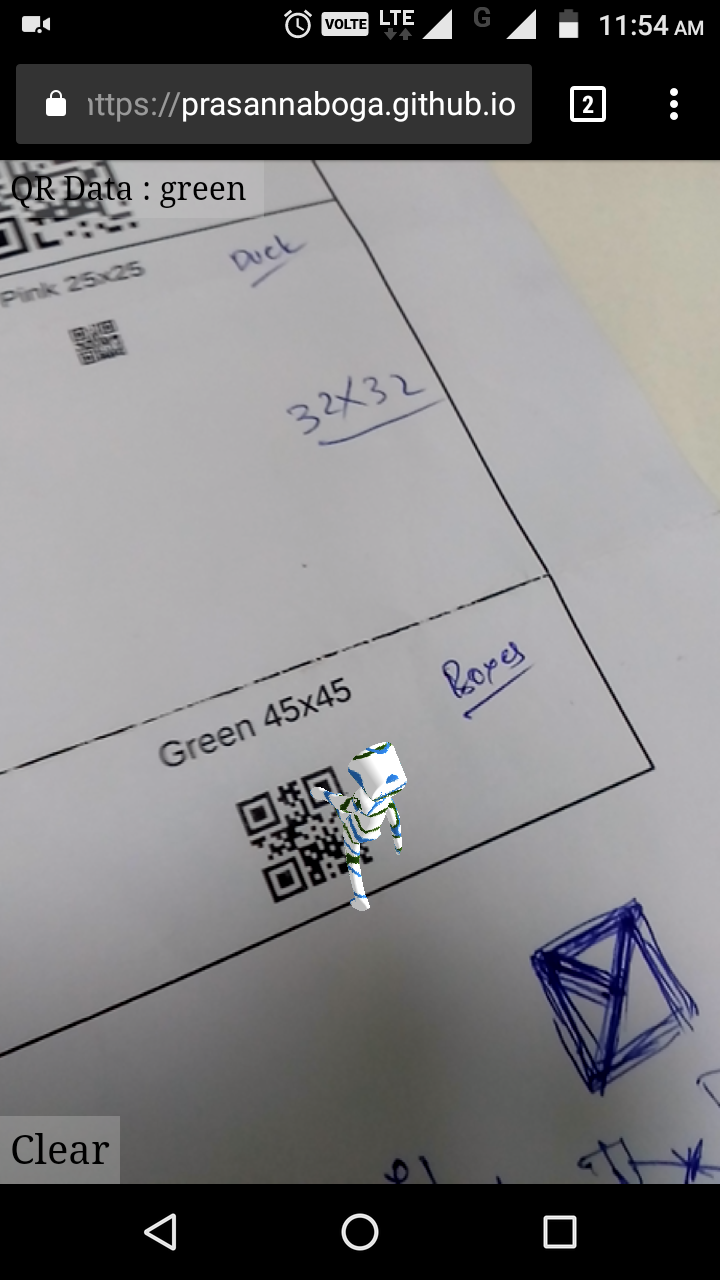 VOLTE LTE G 11:54 AM
https://prasannaboga.github.io 2
QR Data : green
Pink 25x25
Duck
32x32
Green 45x45
Boxes
Clear